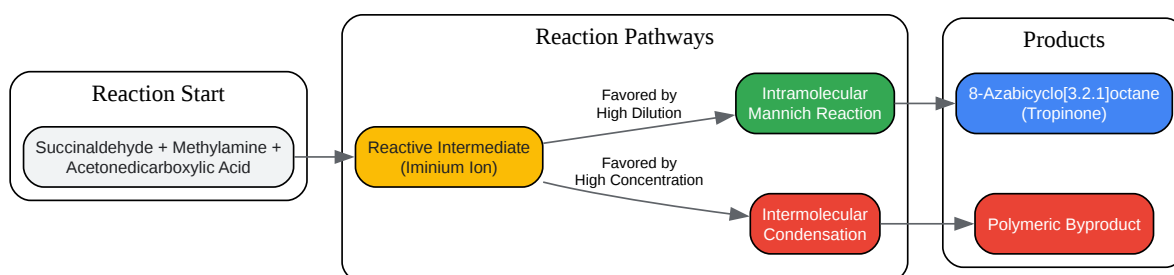 Reaction Start
Succinaldehyde + Methylamine +
Acetonedicarboxylic Acid
Reaction Pathways
Reactive Intermediate
(Iminium Ion)
Favored by
High Dilution
Favored by
High Concentration
Intramolecular
Mannich Reaction
Intermolecular
Condensation
Products
8-Azabicyclo[3.2.1]octane
(Tropinone)
Polymeric Byproduct